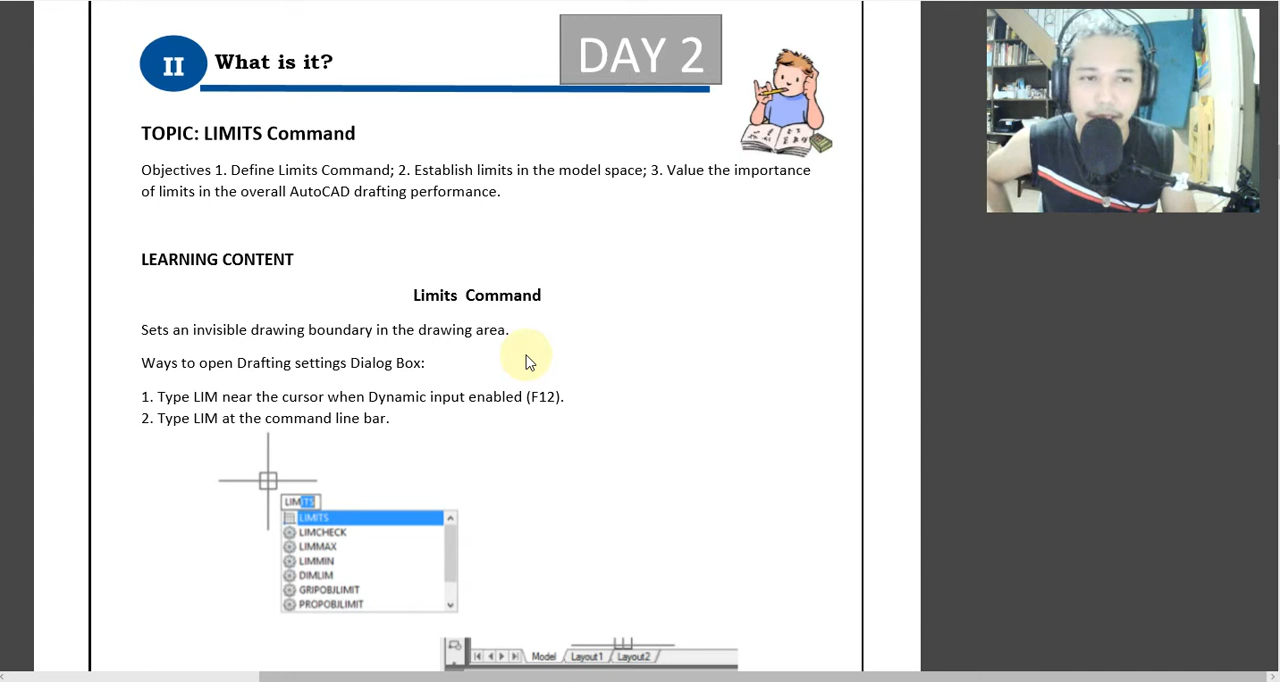 II
What is it?
DAY 2
TOPIC: LIMITS Command
Objectives 1. Define Limits Command; 2. Establish limits in the model space; 3. Value the importance
of limits in the overall AutoCAD drafting performance.
LEARNING CONTENT
Limits Command
Sets an invisible drawing boundary in the drawing area.
Ways to open Drafting settings Dialog Box:
1. Type LIM near the cursor when Dynamic input enabled (F12).
2. Type LIM at the command line bar.
LIMITS
LIMITS
LIMCHECK
LIMMAX
LIMMIN
DIMLIM
GRIPOBJLIMIT
PROPOBJLIMIT
Model Layout1 Layout2